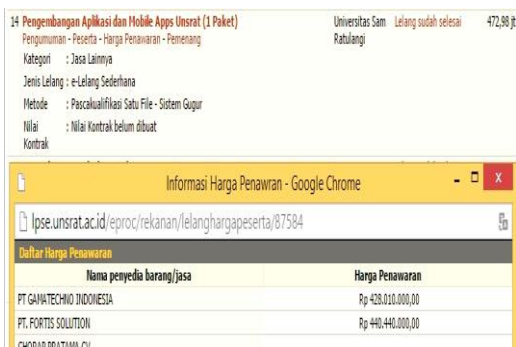 14 Pengembangan Aplikasi dan Mobile Apps Unsrat (1 Paket) Universitas Sam Lelang sudah selesai 472,98 jt
Pengumuman - Peserta - Harga Penawaran - Pemenang Ratulangi
Kategori : Jasa Lainnya
Jenis Lelang : e-Lelang Sederhana
Metode : Pascakualifikasi Satu File - Sistem Gugur
Nilai : Nilai Kontrak belum dibuat
Kontrak
Informasi Harga Penawran - Google Chrome
lpse.unsrat.ac.id/eproc/rekanan/lelanghargapeserta/87584
Daftar Harga Penawaran
Nama penyedia barang/jasa Harga Penawaran
PT GAMATECHNO INDONESIA Rp 428.010.000,00
PT. FORTIS SOLUTION Rp 440.440.000,00
PRATAMA CV